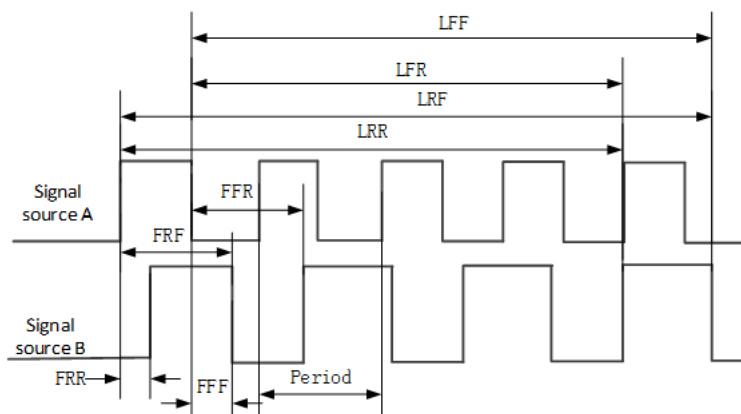 LFF
LFR
LRF
LRR
Signal
source A
FFR
FRF
Signal
source B
FRR
FFF
Period